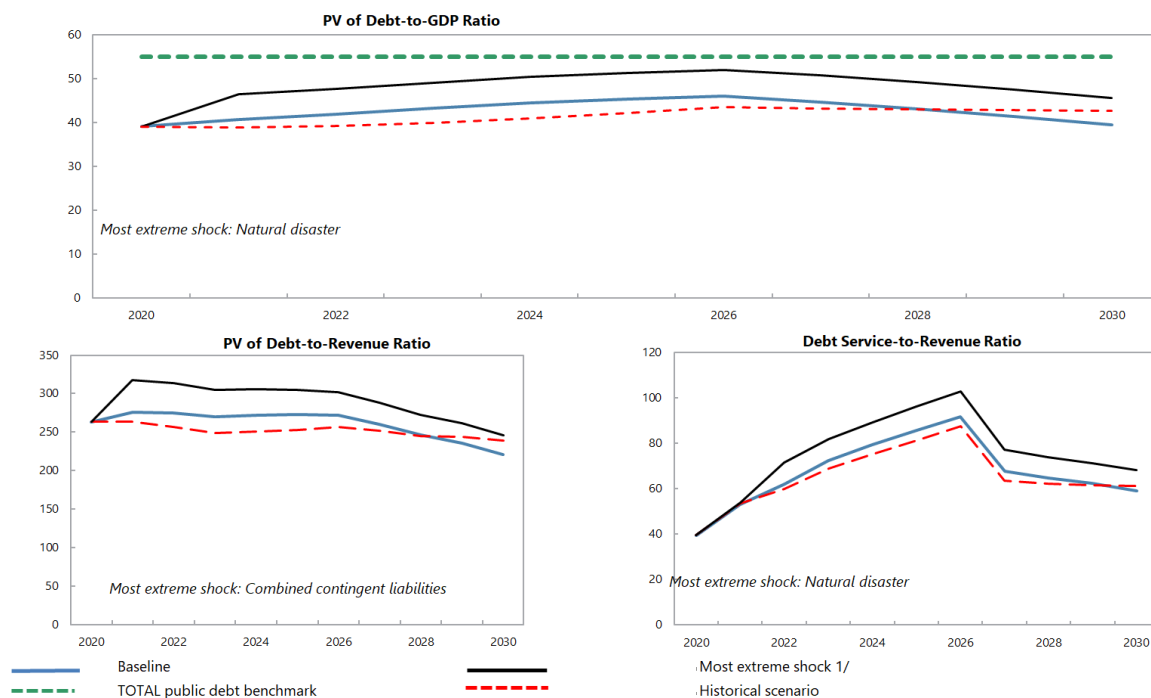 PV of Debt-to-GDP Ratio
60
50
40
30
20
10
0
Most extreme shock: Natural disaster
2020 2022 2024 2026 2028 2030
PV of Debt-to-Revenue Ratio
350
300
250
200
150
100
50
0
Most extreme shock: Combined contingent liabilities
2020 2022 2024 2026 2028 2030
Debt Service-to-Revenue Ratio
120
100
80
60
40
20
0
Most extreme shock: Natural disaster
2020 2022 2024 2026 2028 2030
Baseline
Most extreme shock 1/
TOTAL public debt benchmark
Historical scenario